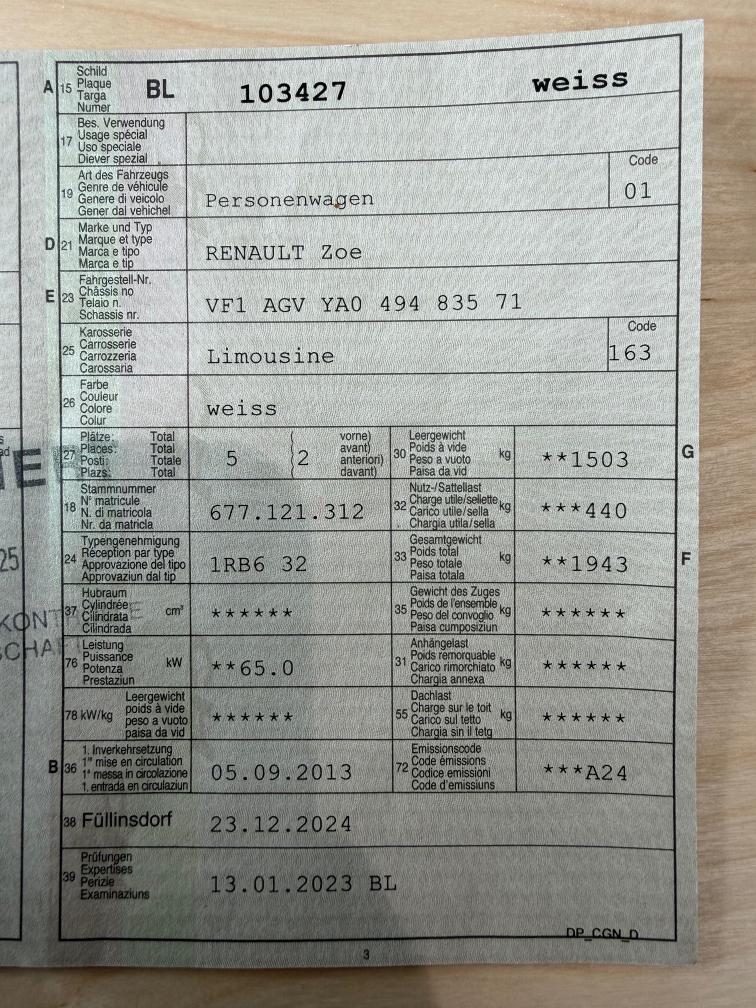 A 15 Schild BL 103427 weiss
Plaque
Targa
Numer
17 Bes. Verwendung
Usage spécial
Uso speciale
Diever spezial
19 Art des Fahrzeugs Personenwagen Code 01
Genre de véhicule
Genere di veicolo
Gener dal vehichel
D 21 Marke und Typ RENAULT Zoe
Marque et type
Marca e tipo
Marca e tip
E 23 Fahrgestell-Nr. VF1 AGV YA0 494 835 71
Châssis no
Telaio n.
Schassis nr.
25 Karosserie Limousine Code 163
Carrosserie
Carrozzeria
Carossaria
26 Farbe weiss
Couleur
Colore
Colur
27 Plätze: Total 5 ( 2 vorne)
Places: Total avant)
Posti: Totale anteriori)
Plazs: Total davant)
30 Leergewicht kg **1503 G
Poids à vide
Peso a vuoto
Paisa da vid
18 Stammnummer 677.121.312
N° matricule
N. di matricola
Nr. da matricla
32 Nutz-/Sattellast kg ***440
Charge utile/sellette
Carico utile/sella
Chargia utila/sella
24 Typengenehmigung 1RB6 32
Réception par type
Approvazione del tipo
Approvaziun dal tip
33 Gesamtgewicht kg **1943 F
Poids total
Peso totale
Paisa totala
37 Hubraum cm³ ******
Cylindrée
Cilindrata
Cilindrada
35 Gewicht des Zuges kg ******
Poids de l'ensemble
Peso del convoglio
Paisa cumposiziun
76 Leistung kW **65.0
Puissance
Potenza
Prestaziun
31 Anhängelast kg ******
Poids remorquable
Carico rimorchiato
Chargia annexa
78 kW/kg Leergewicht ******
poids à vide
peso a vuoto
paisa da vid
55 Dachlast kg ******
Charge sur le toit
Carico sul tetto
Chargia sin il tetg
B 36 1. Inverkehrsetzung 05.09.2013
1re mise en circulation
1a messa in circolazione
1. entrada en circulaziun
72 Emissionscode ***A24
Code émissions
Codice emissioni
Code d'emissiuns
38 Füllinsdorf 23.12.2024
39 Prüfungen 13.01.2023 BL
Expertises
Perizie
Examinaziuns
DP_CGN_D
3